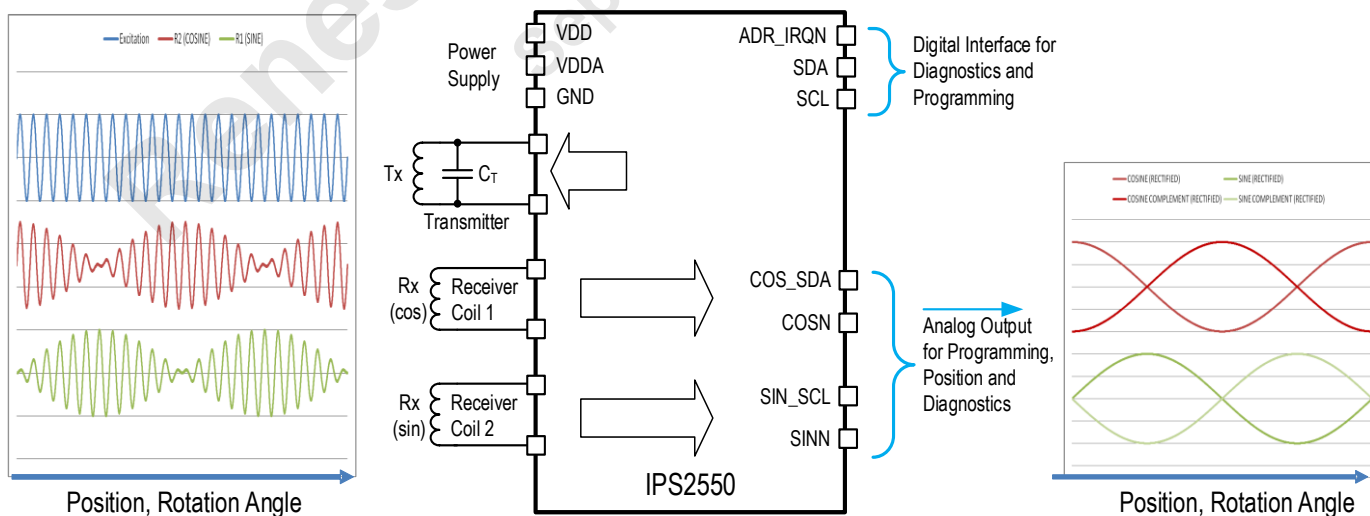 Excitation
R2 (COSINE)
R1 (SINE)
Position, Rotation Angle
Power
Supply
VDD
VDDA
GND
Tx
CT
Transmitter
Rx
(cos)
Receiver
Coil 1
Rx
(sin)
Receiver
Coil 2
IPS2550
ADR_IRQN
SDA
SCL
Digital Interface for
Diagnostics and
Programming
COS_SDA
COSN
SIN_SCL
SINN
Analog Output
for Programming,
Position and
Diagnostics
COSINE (RECTIFIED)
SINE (RECTIFIED)
COSINE COMPLEMENT (RECTIFIED)
SINE COMPLEMENT (RECTIFIED)
Position, Rotation Angle
Renes
sep